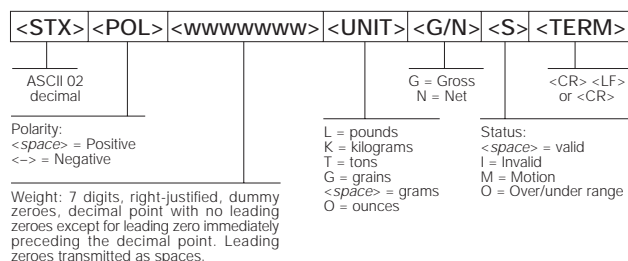 <STX> <POL> <wwwwwww> <UNIT> <G/N> <S> <TERM>
ASCII 02
decimal
G = Gross
N = Net
<CR> <LF>
or <CR>
Polarity:
<space> = Positive
<–> = Negative
L = pounds
K = kilograms
T = tons
G = grains
<space> = grams
O = ounces
Status:
<space> = valid
I = Invalid
M = Motion
O = Over/under range
Weight: 7 digits, right-justified, dummy
zeroes, decimal point with no leading
zeroes except for leading zero immediately
preceding the decimal point. Leading
zeroes transmitted as spaces.